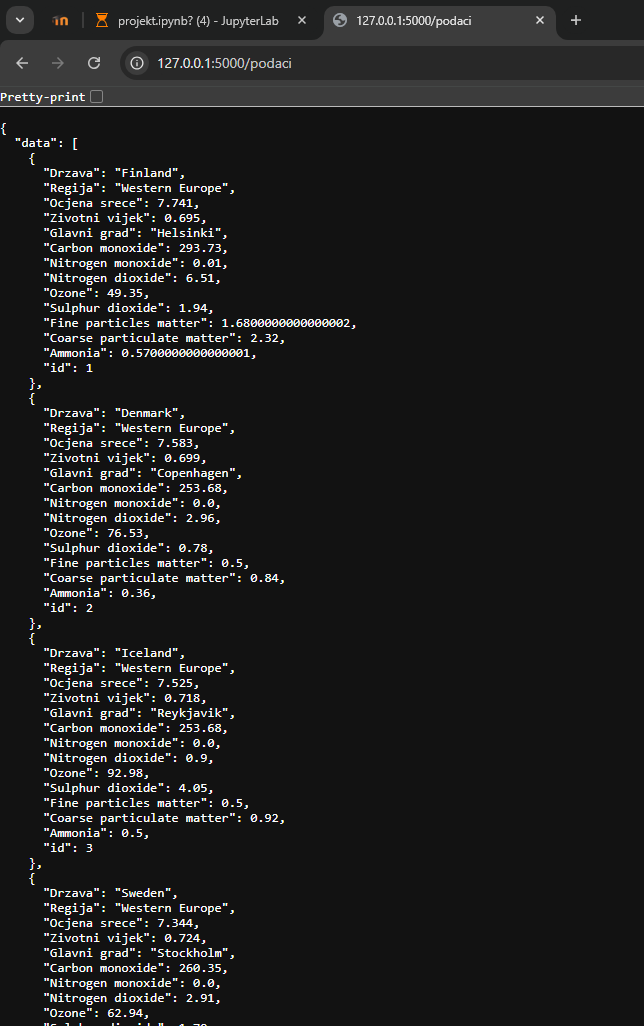 in
projekt.ipynb? (4) - JupyterLab
127.0.0.1:5000/podaci
127.0.0.1:5000/podaci
Pretty-print
{
  "data": [
    {
      "Drzava": "Finland",
      "Regija": "Western Europe",
      "Ocjena srece": 7.741,
      "Zivotni vijek": 0.695,
      "Glavni grad": "Helsinki",
      "Carbon monoxide": 293.73,
      "Nitrogen monoxide": 0.01,
      "Nitrogen dioxide": 6.51,
      "Ozone": 49.35,
      "Sulphur dioxide": 1.94,
      "Fine particles matter": 1.6800000000000002,
      "Coarse particulate matter": 2.32,
      "Ammonia": 0.5700000000000001,
      "id": 1
    },
    {
      "Drzava": "Denmark",
      "Regija": "Western Europe",
      "Ocjena srece": 7.583,
      "Zivotni vijek": 0.699,
      "Glavni grad": "Copenhagen",
      "Carbon monoxide": 253.68,
      "Nitrogen monoxide": 0.0,
      "Nitrogen dioxide": 2.96,
      "Ozone": 76.53,
      "Sulphur dioxide": 0.78,
      "Fine particles matter": 0.5,
      "Coarse particulate matter": 0.84,
      "Ammonia": 0.36,
      "id": 2
    },
    {
      "Drzava": "Iceland",
      "Regija": "Western Europe",
      "Ocjena srece": 7.525,
      "Zivotni vijek": 0.718,
      "Glavni grad": "Reykjavik",
      "Carbon monoxide": 253.68,
      "Nitrogen monoxide": 0.0,
      "Nitrogen dioxide": 0.9,
      "Ozone": 92.98,
      "Sulphur dioxide": 4.05,
      "Fine particles matter": 0.5,
      "Coarse particulate matter": 0.92,
      "Ammonia": 0.5,
      "id": 3
    },
    {
      "Drzava": "Sweden",
      "Regija": "Western Europe",
      "Ocjena srece": 7.344,
      "Zivotni vijek": 0.724,
      "Glavni grad": "Stockholm",
      "Carbon monoxide": 260.35,
      "Nitrogen monoxide": 0.0,
      "Nitrogen dioxide": 2.91,
      "Ozone": 62.94,